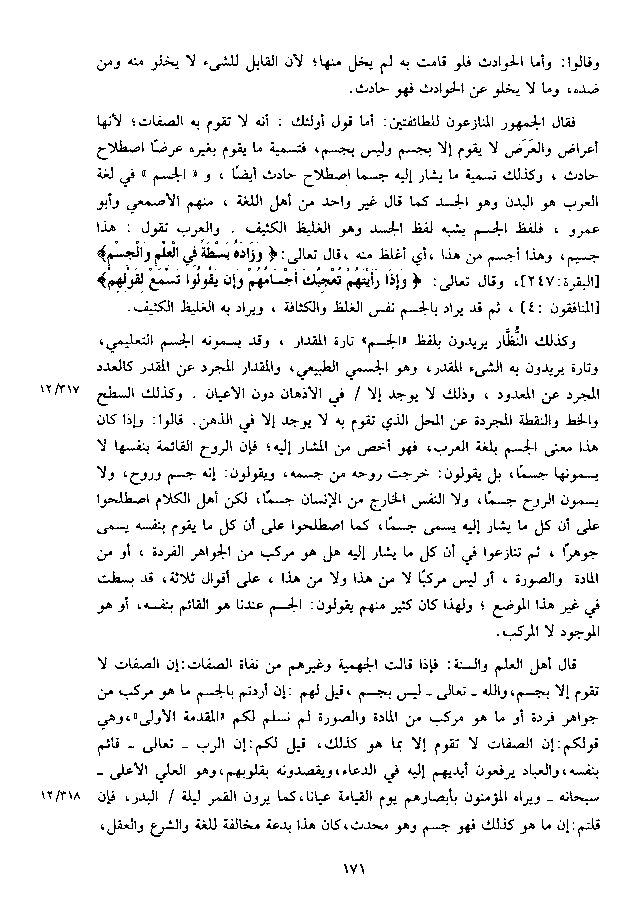 وقالوا: وأما الحوادث فلو قامت به لم يخل منها؛ لأن القابل للشىء لا يخلو منه ومن
ضده، وما لا يخلو عن الحوادث فهو حادث.
فقال الجمهور المنازعون للطائفتين: أما قول أولئك : أنه لا تقوم به الصفات؛ لأنها
أعراض والعَرَض لا يقوم إلا بجسم وليس بجسم، فتسمية ما يقوم بغيره عرضًا اصطلاح
حادث ، وكذلك تسمية ما يشار إليه جسما اصطلاح حادث أيضًا ، و « الجسم » في لغة
العرب هو البدن وهو الجسد كما قال غير واحد من أهل اللغة ، منهم الأصمعي وأبو
عمرو ، فلفظ الجسم يشبه لفظ الجسد وهو الغليظ الكثيف . والعرب تقول : هذا
جسيم، وهذا أجسم من هذا ،أي أغلظ منه ،قال تعالى:﴿ وَزَادَهُ بَسْطَةً فِي الْعِلْمِ وَالْجِسْمِ﴾
[البقرة:٢٤٧]، وقال تعالى: ﴿ وَإِذَا رَأَيْتَهُمْ تُعْجِبُكَ أَجْسَامُهُمْ وَإِن يَقُولُوا تَسْمَعْ لِقَوْلِهِمْ﴾
[المنافقون :٤] ، ثم قد يراد بالجسم نفس الغلظ والكثافة ، ويراد به الغليظ الكثيف.
وكذلك النُّظَّار يريدون بلفظ «الجسم» تارة المقدار ، وقد يسمونه الجسم التعليمي،
وتارة يريدون به الشىء المقدر، وهو الجسمي الطبيعي، والمقدار المجرد عن المقدر كالعدد
المجرد عن المعدود ، وذلك لا يوجد إلا / في الأذهان دون الأعيان . وكذلك السطح
١٢/٣١٧
والخط والنقطة المجردة عن المحل الذي تقوم به لا يوجد إلا في الذهن. قالوا: وإذا كان
هذا معنى الجسم بلغة العرب، فهو أخص من المشار إليه؛ فإن الروح القائمة بنفسها لا
يسمونها جسمًا، بل يقولون: خرجت روحه من جسمه، ويقولون: إنه جسم وروح، ولا
يسمون الروح جسمًا، ولا النفس الخارج من الإنسان جسمًا، لكن أهل الكلام اصطلحوا
على أن كل ما يشار إليه يسمى جسمًا، كما اصطلحوا على أن كل ما يقوم بنفسه يسمى
جوهرًا ، ثم تنازعوا في أن كل ما يشار إليه هل هو مركب من الجواهر الفردة ، أو من
المادة والصورة ، أو ليس مركبًا لا من هذا ولا من هذا ، على أقوال ثلاثة، قد بسطت
في غير هذا الموضع ؛ ولهذا كان كثير منهم يقولون: الجسم عندنا هو القائم بنفسه، أو هو
الموجود لا المركب.
قال أهل العلم والسنة: فإذا قالت الجهمية وغيرهم من نفاة الصفات:إن الصفات لا
تقوم إلا بجسم،والله ـ تعالى ـ ليس بجسم ،قيل لهم :إن أردتم بالجسم ما هو مركب من
جواهر فردة أو ما هو مركب من المادة والصورة لم نسلم لكم «المقدمة الأولى»،وهي
قولكم:إن الصفات لا تقوم إلا بما هو كذلك، قيل لكم:إن الرب ـ تعالى ـ قائم
بنفسه،والعباد يرفعون أيديهم إليه في الدعاء،ويقصدونه بقلوبهم،وهو العلي الأعلى ـ
سبحانه ـ ويراه المؤمنون بأبصارهم يوم القيامة عيانا،كما يرون القمر ليلة / البدر، فإن
١٢/٣١٨
قلتم:إن ما هو كذلك فهو جسم وهو محدث،كان هذا بدعة مخالفة للغة والشرع والعقل،
١٧١